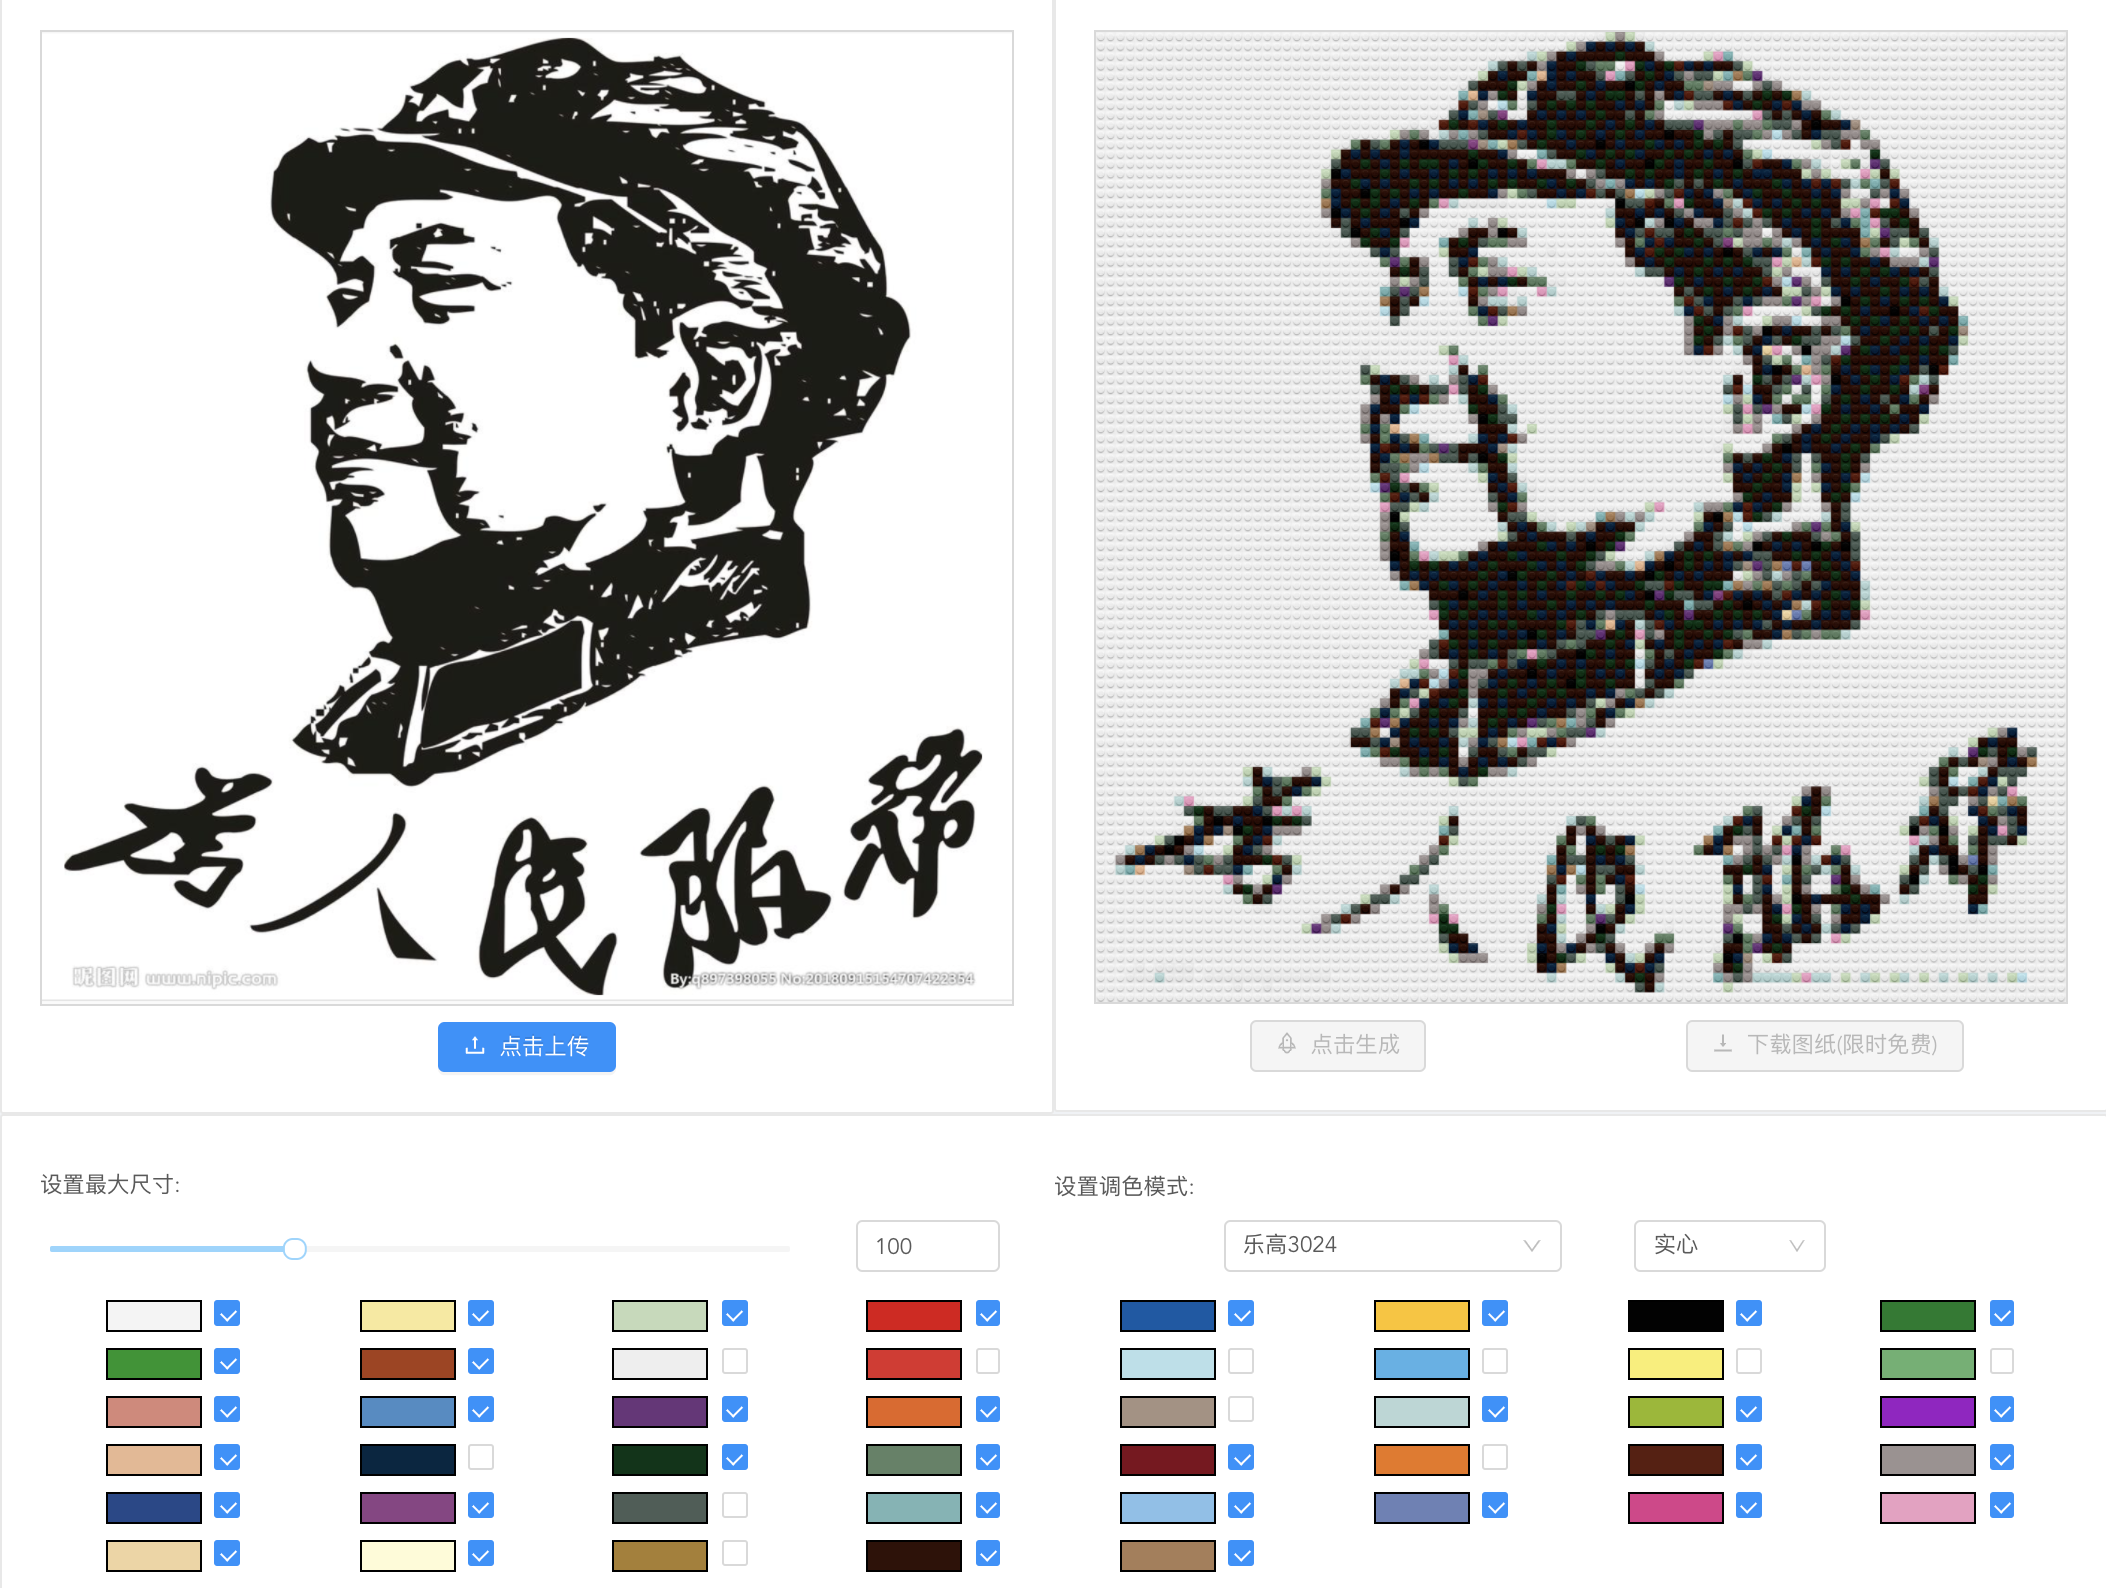 为人民服务
昵图网 www.nipic.com
By:q897398055 No:20180915154707422354
点击上传
点击生成
下载图纸(限时免费)
设置最大尺寸:
设置调色模式:
100
乐高3024
实心